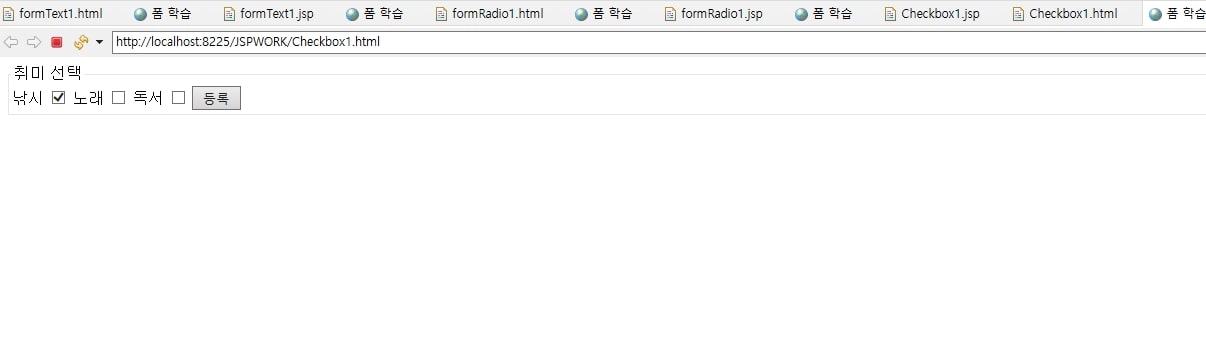 formText1.html 폼 학습 formText1.jsp 폼 학습 formRadio1.html 폼 학습 formRadio1.jsp 폼 학습 Checkbox1.jsp Checkbox1.html 폼 학습
http://localhost:8225/JSPWORK/Checkbox1.html
취미 선택
낚시 노래 독서 등록